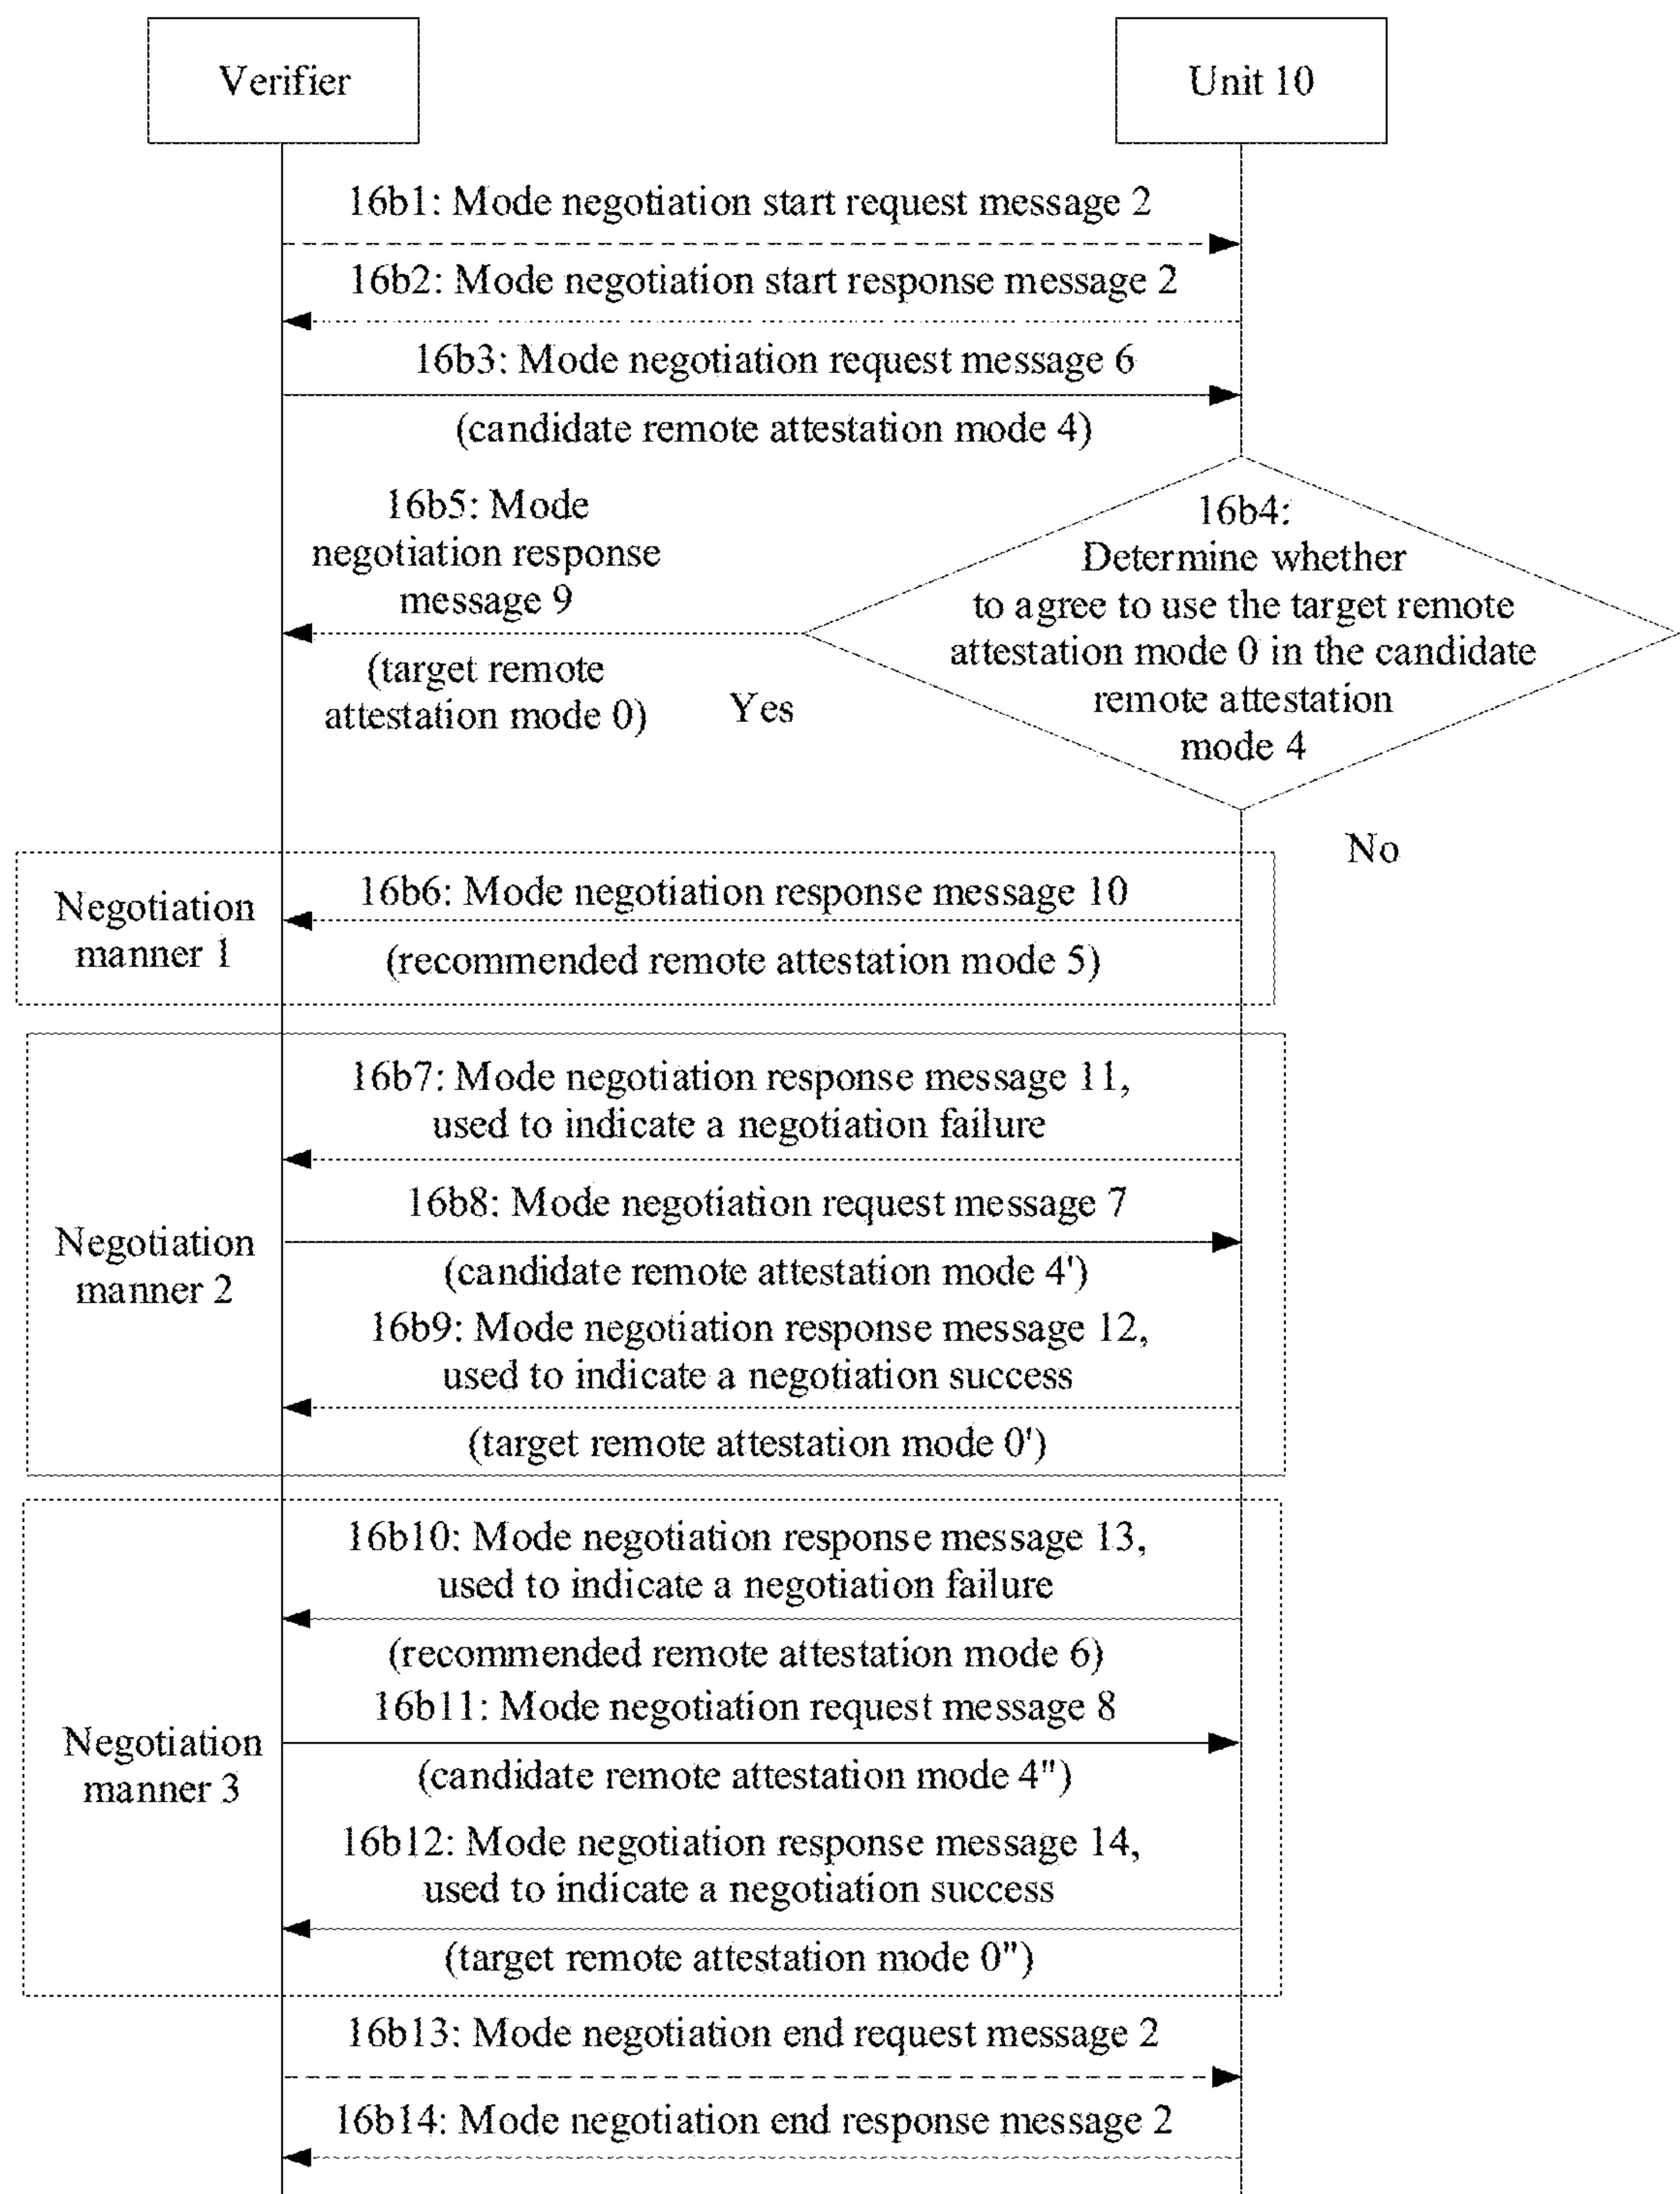 Verifier
Unit 10
16b1: Mode negotiation start request message 2
16b2: Mode negotiation start response message 2
16b3: Mode negotiation request message 6
(candidate remote attestation mode 4)
16b5: Mode
negotiation response
message 9
(target remote
attestation mode 0)
Yes
16b4:
Determine whether
to agree to use the target remote
attestation mode 0 in the candidate
remote attestation
mode 4
No
Negotiation
manner 1
16b6: Mode negotiation response message 10
(recommended remote attestation mode 5)
Negotiation
manner 2
16b7: Mode negotiation response message 11,
used to indicate a negotiation failure
16b8: Mode negotiation request message 7
(candidate remote attestation mode 4')
16b9: Mode negotiation response message 12,
used to indicate a negotiation success
(target remote attestation mode 0')
Negotiation
manner 3
16b10: Mode negotiation response message 13,
used to indicate a negotiation failure
(recommended remote attestation mode 6)
16b11: Mode negotiation request message 8
(candidate remote attestation mode 4")
16b12: Mode negotiation response message 14,
used to indicate a negotiation success
(target remote attestation mode 0")
16b13: Mode negotiation end request message 2
16b14: Mode negotiation end response message 2